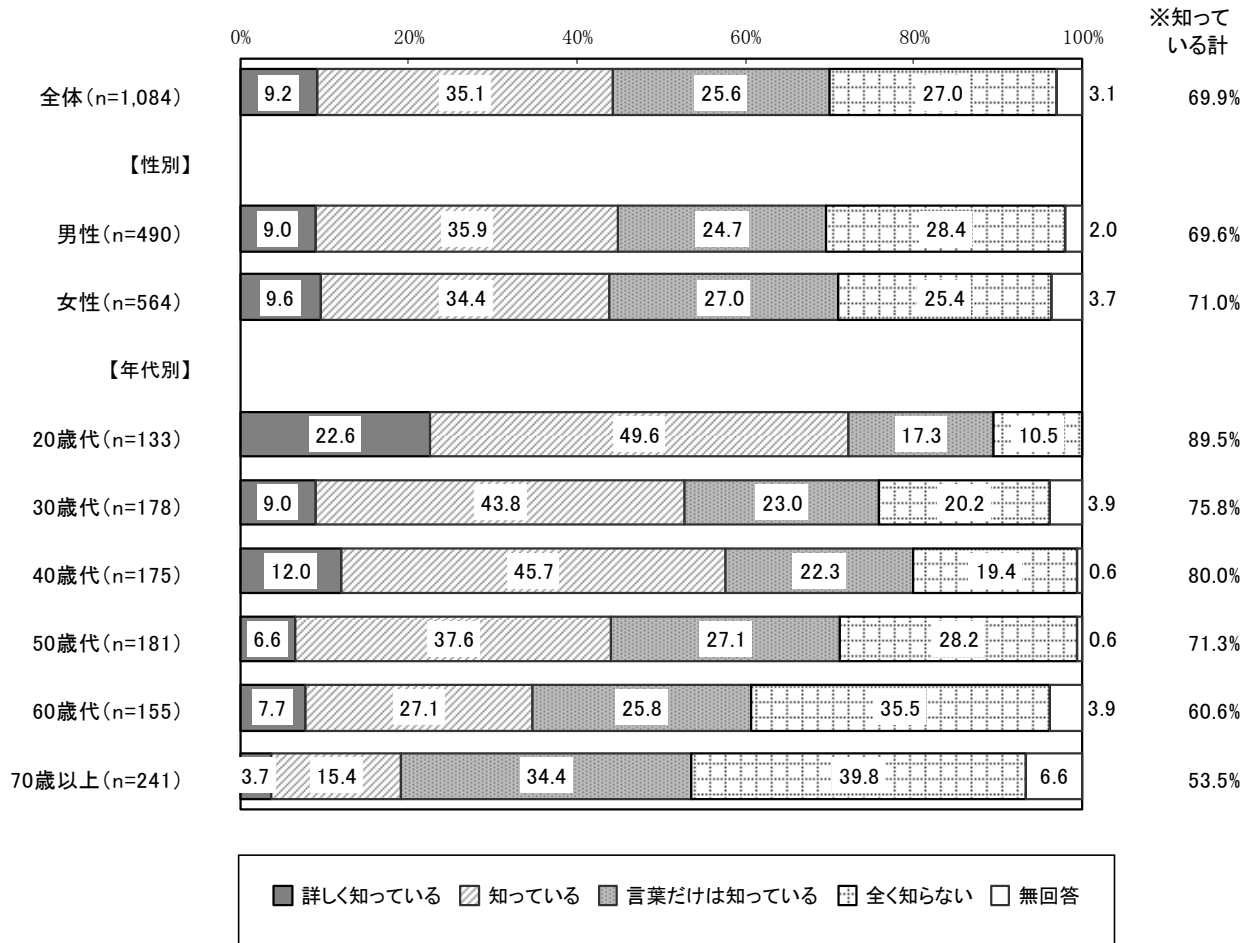 ※知って
いる計
0% 20% 40% 60% 80% 100%
全体(n=1,084) 9.2 35.1 25.6 27.0 3.1 69.9%
【性別】
男性(n=490) 9.0 35.9 24.7 28.4 2.0 69.6%
女性(n=564) 9.6 34.4 27.0 25.4 3.7 71.0%
【年代別】
20歳代(n=133) 22.6 49.6 17.3 10.5 89.5%
30歳代(n=178) 9.0 43.8 23.0 20.2 3.9 75.8%
40歳代(n=175) 12.0 45.7 22.3 19.4 0.6 80.0%
50歳代(n=181) 6.6 37.6 27.1 28.2 0.6 71.3%
60歳代(n=155) 7.7 27.1 25.8 35.5 3.9 60.6%
70歳以上(n=241) 3.7 15.4 34.4 39.8 6.6 53.5%
詳しく知っている 知っている 言葉だけは知っている 全く知らない 無回答